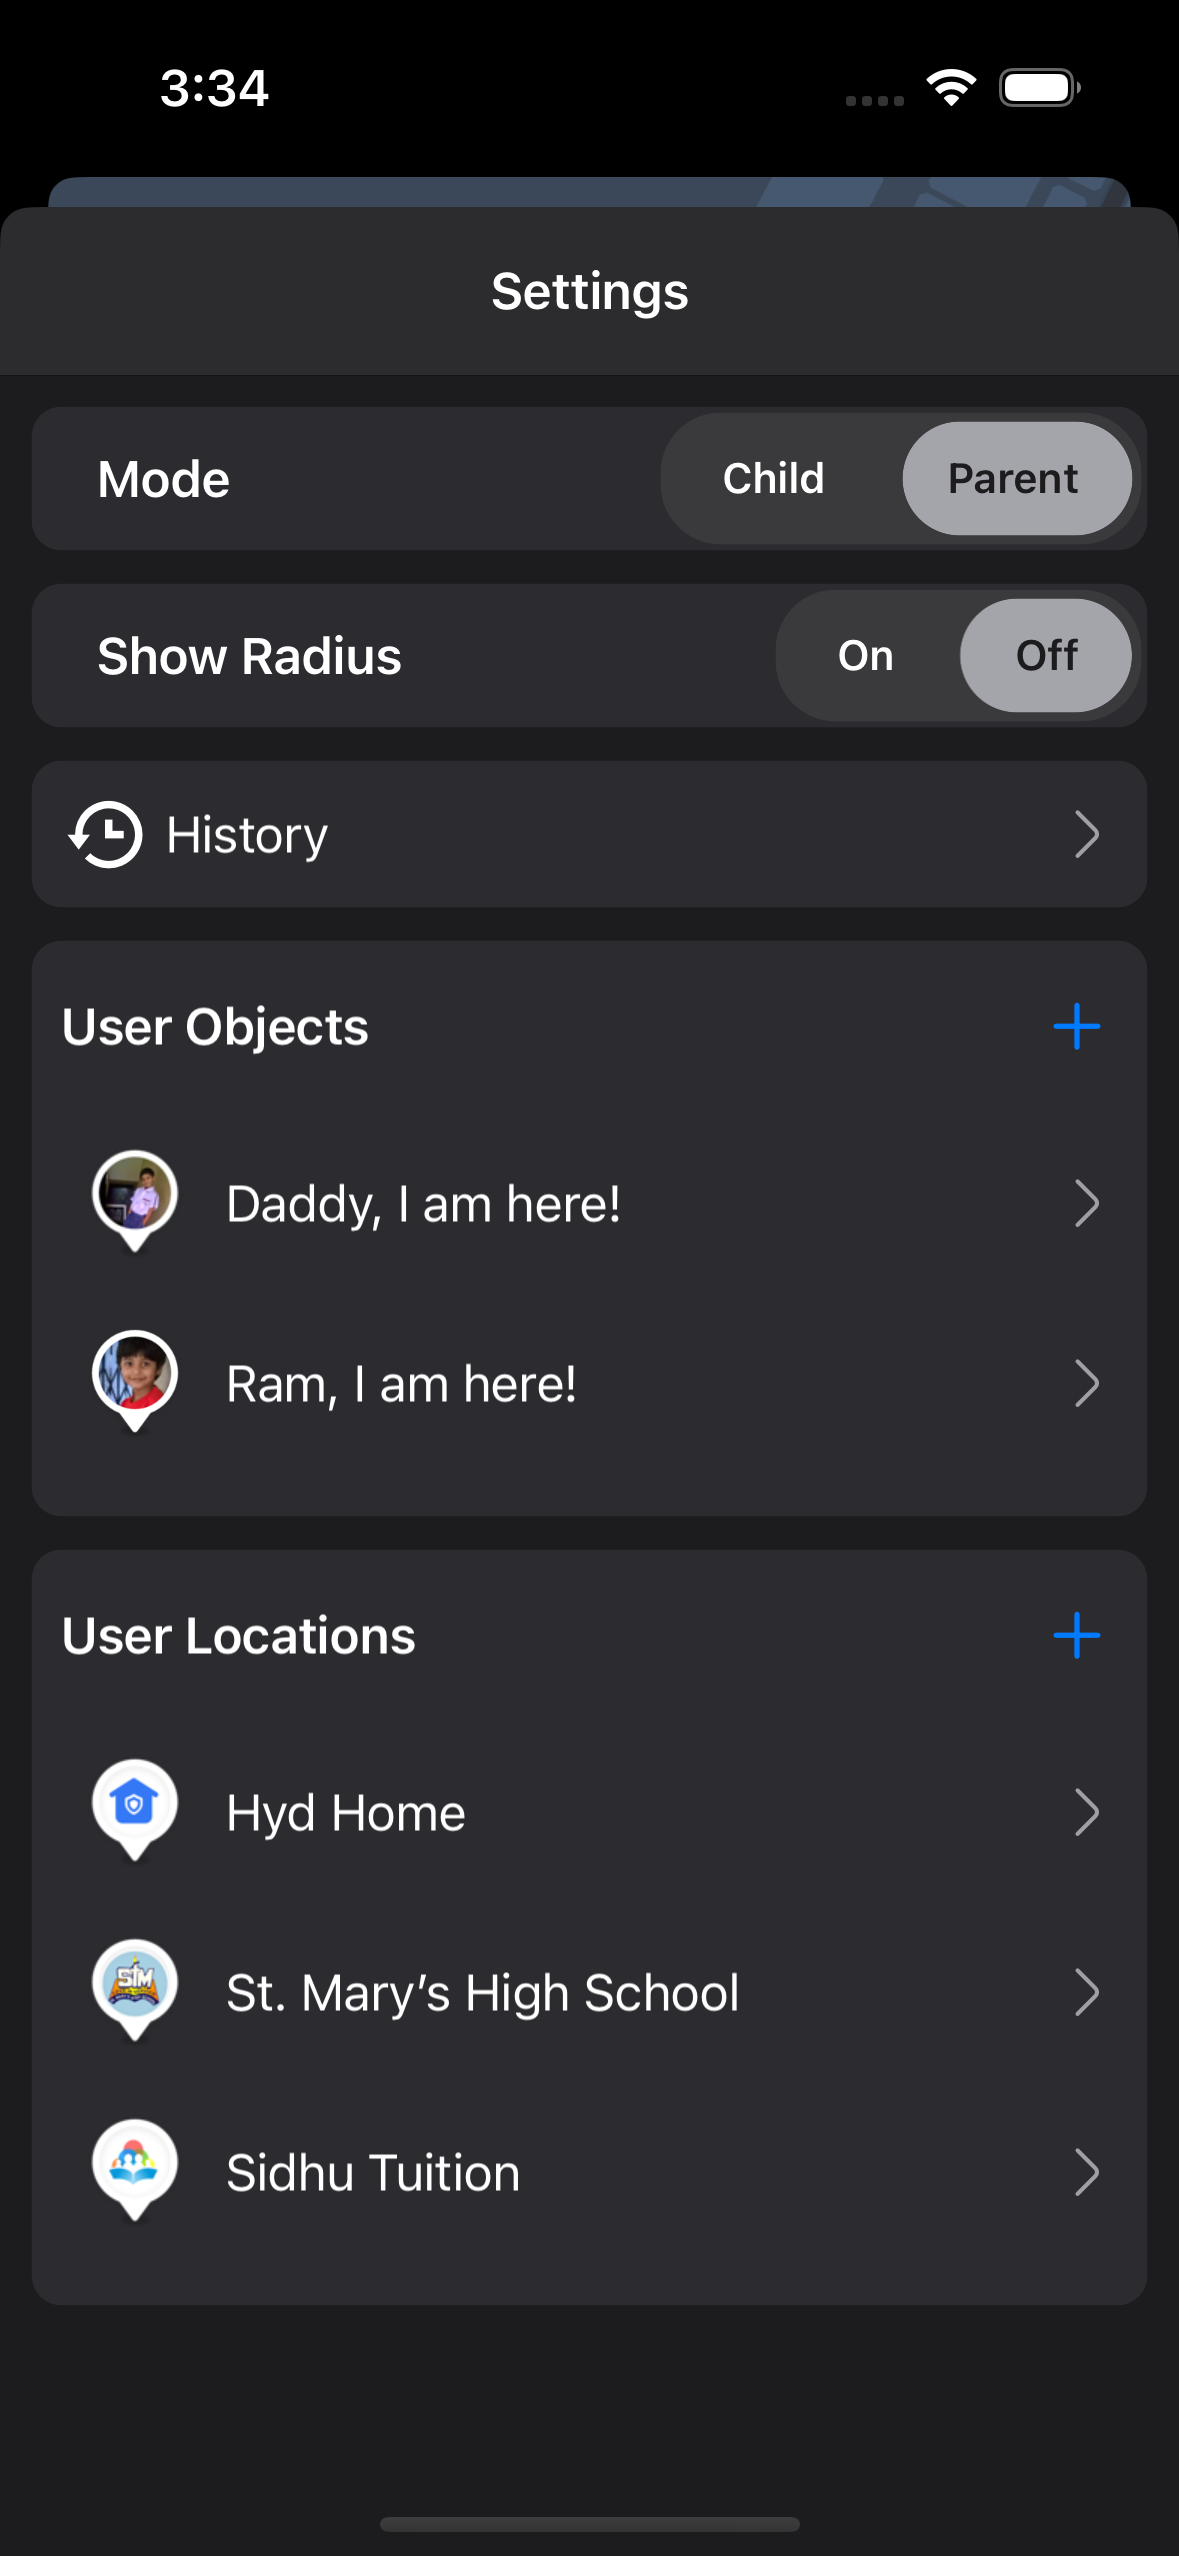 3:34
Settings
Mode
Child
Parent
Show Radius
On
Off
History
User Objects
Daddy, I am here!
Ram, I am here!
User Locations
Hyd Home
STM
St. Mary’s High School
Sidhu Tuition